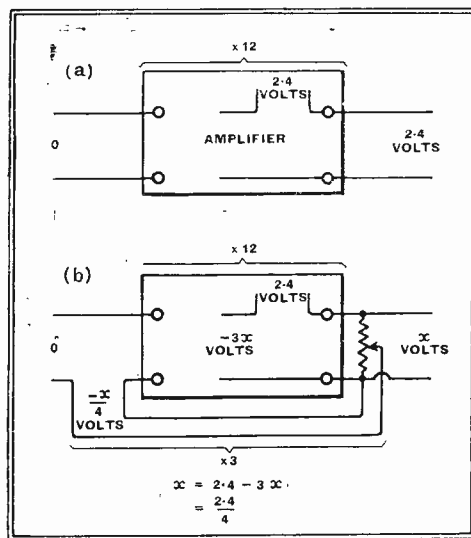 x 12
(a)
2·4
VOLTS
AMPLIFIER
0
2·4
VOLTS
x 12
(b)
2·4
VOLTS
0
-3x
VOLTS
x
VOLTS
-x
4
VOLTS
x3
x = 2·4 - 3x
= 2·4
4